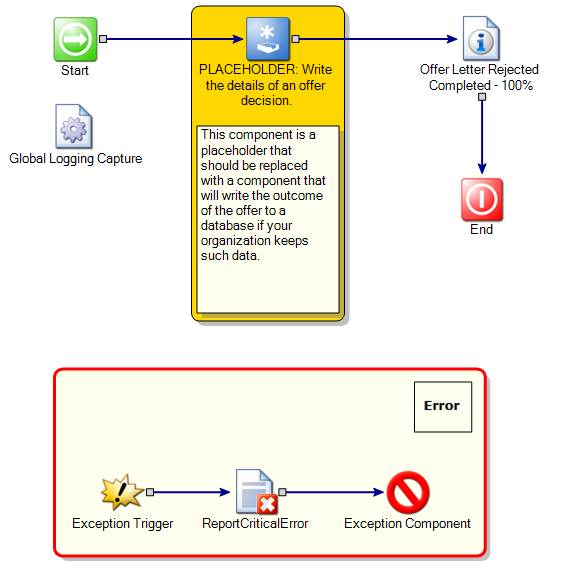 Start
PLACEHOLDER: Write
the details of an offer
decision.
Offer Letter Rejected
Completed - 100%
Global Logging Capture
This component is a
placeholder that
should be replaced
with a component that
will write the outcome
of the offer to a
database if your
organization keeps
such data.
End
Error
Exception Trigger
ReportCriticalError
Exception Component